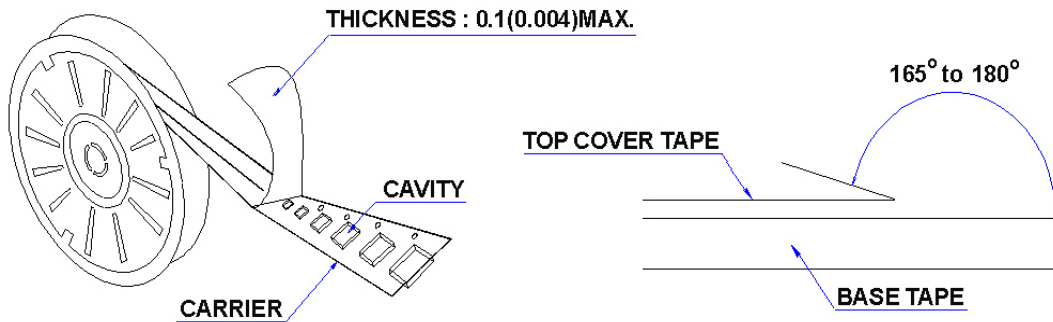 THICKNESS : 0.1(0.004)MAX.
CAVITY
CARRIER
165° to 180°
TOP COVER TAPE
BASE TAPE